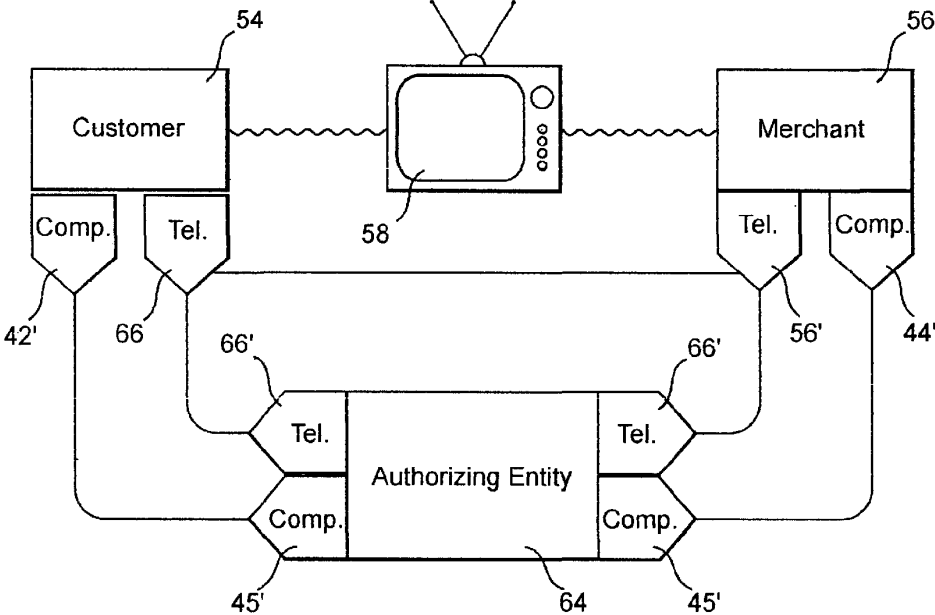 54
56
Customer
Merchant
58
Comp.
Tel.
Tel.
Comp.
42'
66
56'
44'
66'
66'
Tel.
Tel.
Authorizing Entity
Comp.
Comp.
45'
64
45'